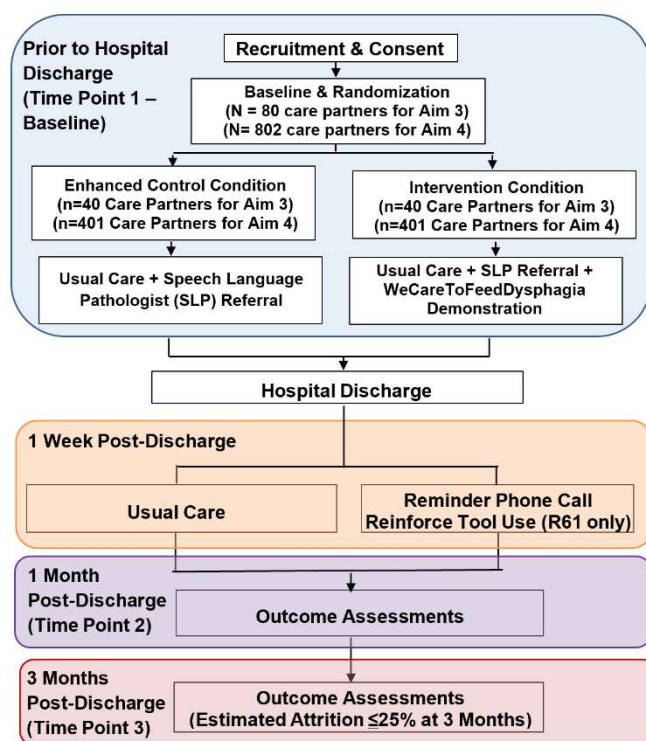 Prior to Hospital
Discharge
(Time Point 1 –
Baseline)
Recruitment & Consent
Baseline & Randomization
(N = 80 care partners for Aim 3)
(N= 802 care partners for Aim 4)
Enhanced Control Condition
(n=40 Care Partners for Aim 3)
(n=401 Care Partners for Aim 4)
Intervention Condition
(n=40 Care Partners for Aim 3)
(n=401 Care Partners for Aim 4)
Usual Care + Speech Language
Pathologist (SLP) Referral
Usual Care + SLP Referral +
WeCareToFeedDysphagia
Demonstration
Hospital Discharge
1 Week Post-Discharge
Usual Care
Reminder Phone Call
Reinforce Tool Use (R61 only)
1 Month
Post-Discharge
(Time Point 2)
Outcome Assessments
3 Months
Post-Discharge
(Time Point 3)
Outcome Assessments
(Estimated Attrition ≤25% at 3 Months)